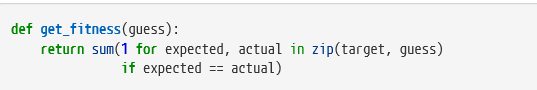 def get_fitness(guess):
    return sum(1 for expected, actual in zip(target, guess)
               if expected == actual)